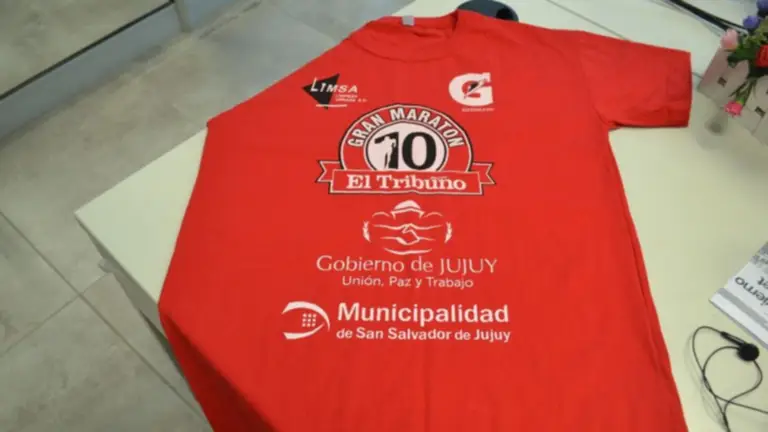 LIMSA
G
GRAN MARATON
10
El Tribuno
Gobierno de JUJUY
Unión, Paz y Trabajo
Municipalidad
de San Salvador de Jujuy